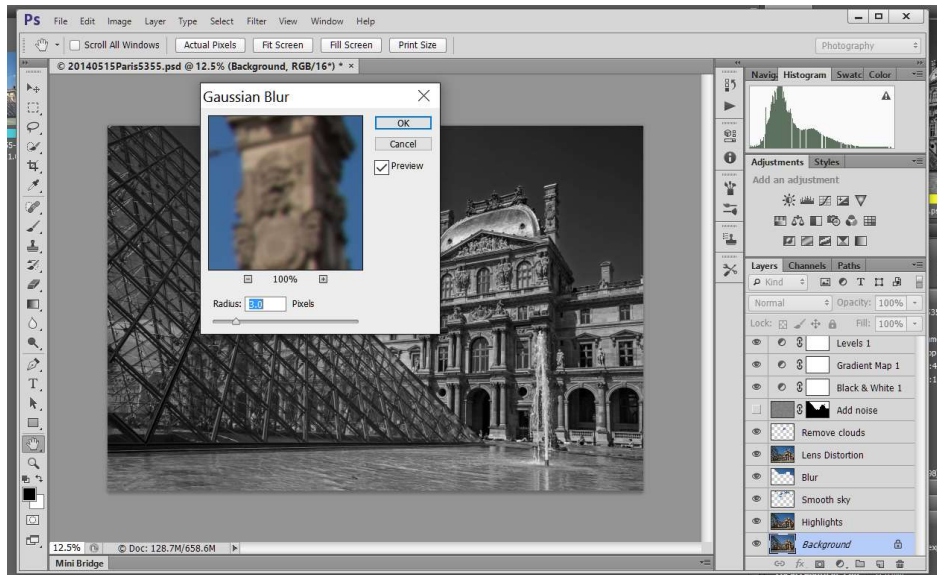 Ps File Edit Image Layer Type Select Filter View Window Help
Scroll All Windows Actual Pixels Fit Screen Fill Screen Print Size Photography
© 20140515Paris5355.psd @ 12.5% (Background, RGB/16*) * ×
Gaussian Blur
OK
Cancel
Preview
100%
Radius: 3.0 Pixels
Navig Histogram Swatc Color
Adjustments Styles
Add an adjustment
Layers Channels Paths
Kind
Normal Opacity: 100%
Lock: Fill: 100%
Levels 1
Gradient Map 1
Black & White 1
Add noise
Remove clouds
Lens Distortion
Blur
Smooth sky
Highlights
Background
12.5% © Doc: 128.7M/658.6M
Mini Bridge